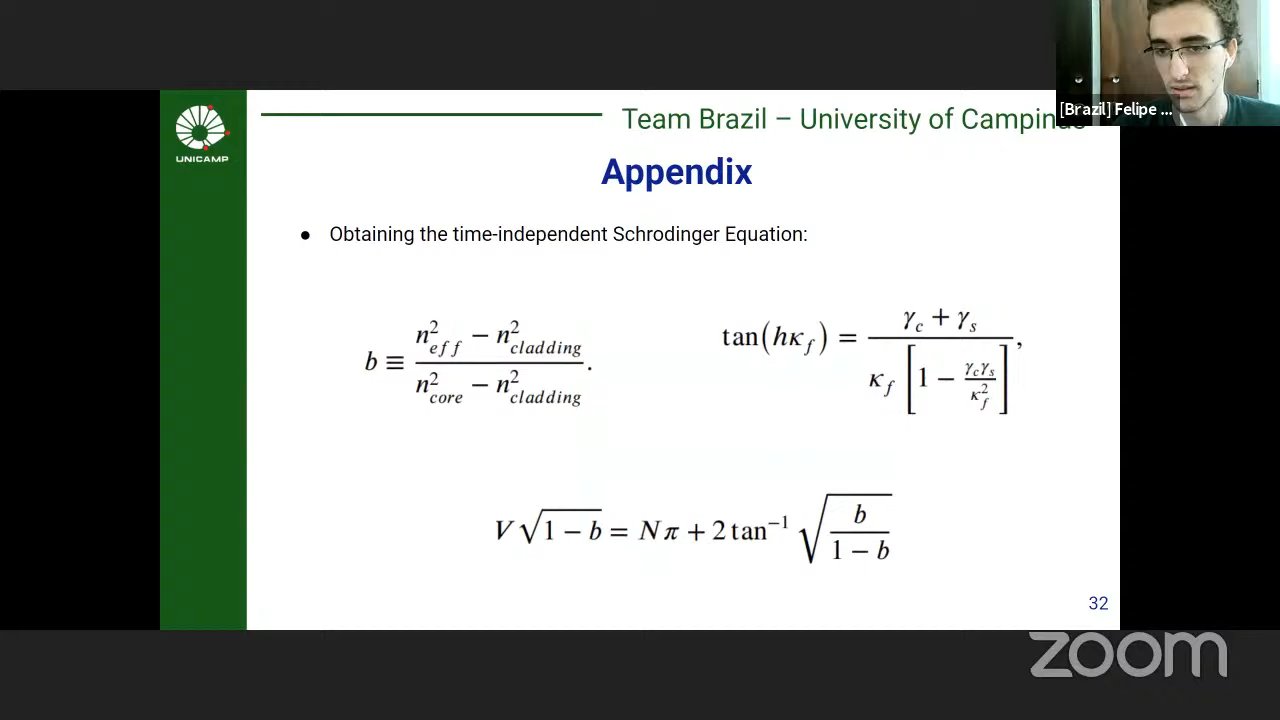 [Brazil] Felipe ...
UNICAMP
Team Brazil – University of Campinas
Appendix
● Obtaining the time-independent Schrodinger Equation:
b ≡ (n²_eff − n²_cladding) / (n²_core − n²_cladding).
tan(hκ_f) = (γ_c + γ_s) / (κ_f [1 − γ_cγ_s / κ_f²]),
V√(1 − b) = Nπ + 2 tan⁻¹ √(b / (1 − b))
32
zoom